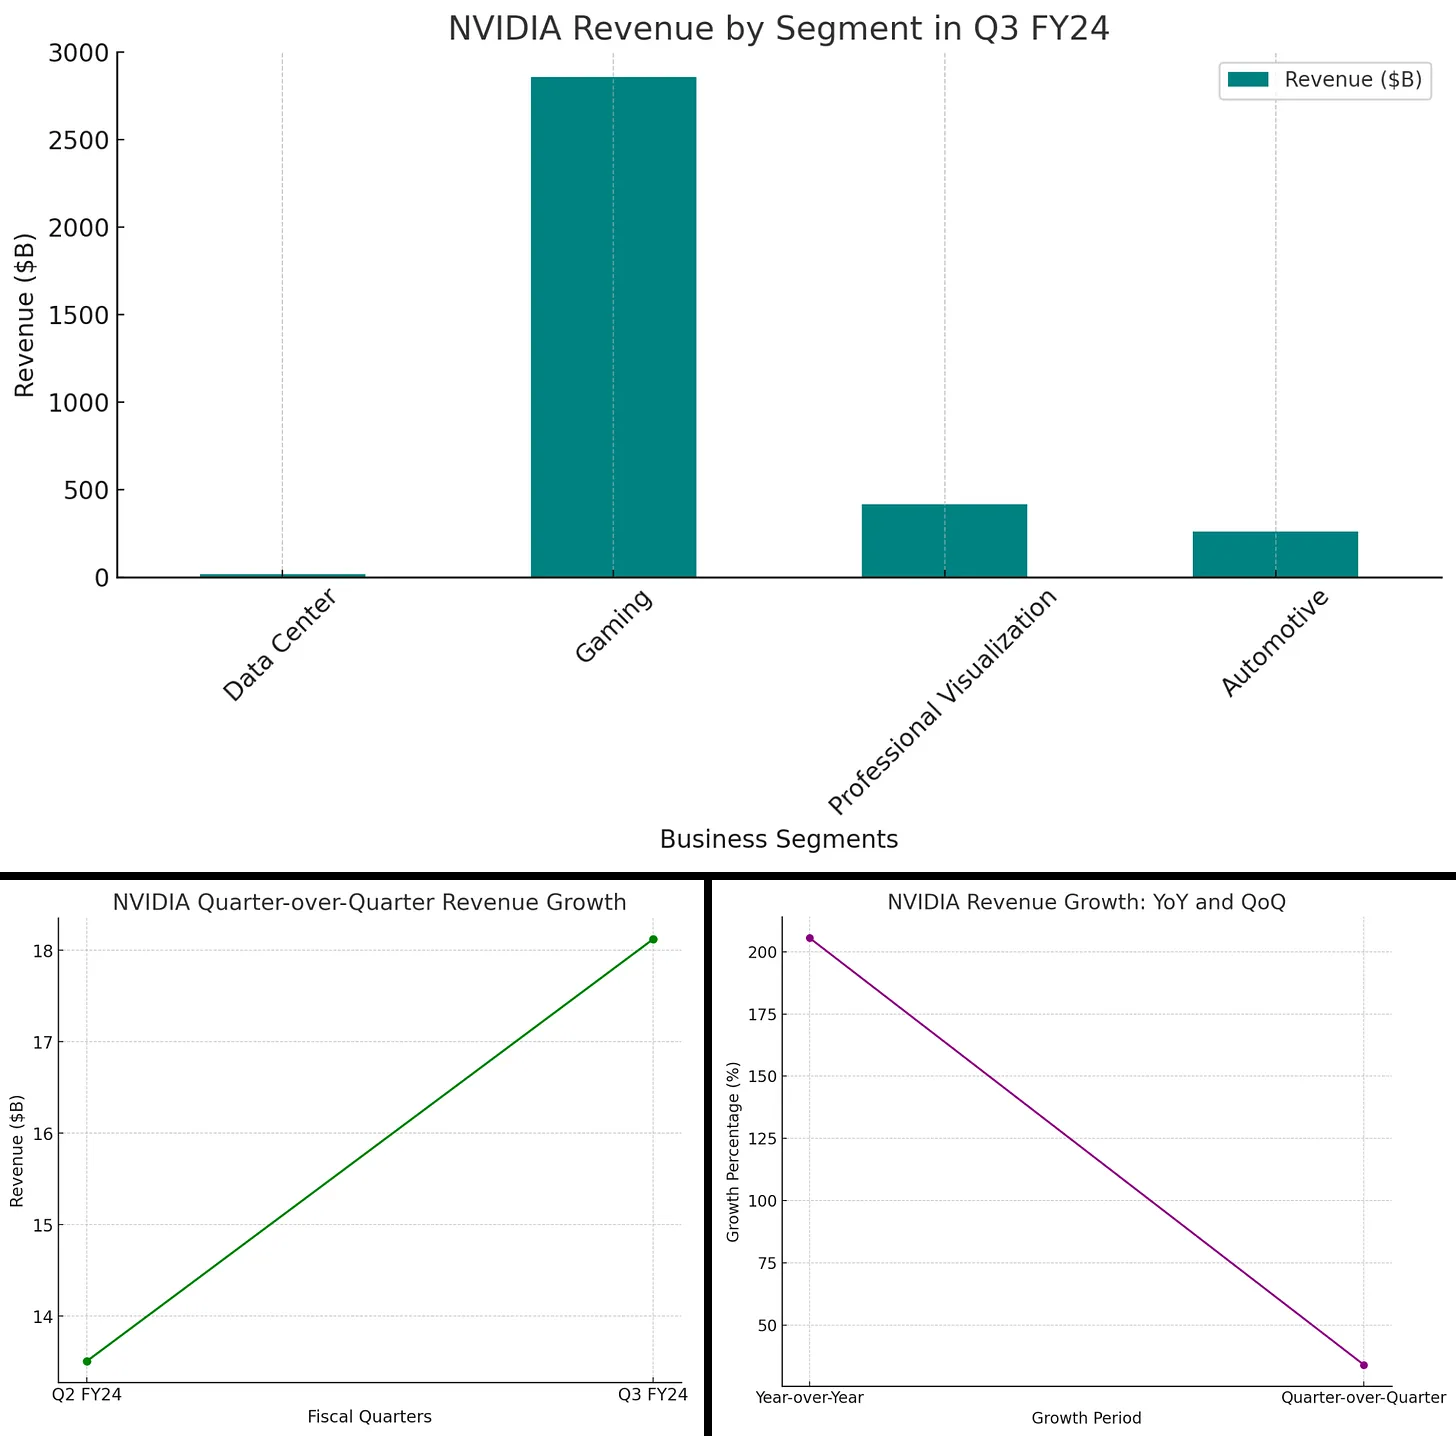 NVIDIA Revenue by Segment in Q3 FY24
Revenue ($B)
3000
2500
2000
1500
1000
500
0
Revenue ($B)
Data Center
Gaming
Professional Visualization
Automotive
Business Segments
NVIDIA Quarter-over-Quarter Revenue Growth
18
17
16
15
14
Revenue ($B)
Q2 FY24
Q3 FY24
Fiscal Quarters
NVIDIA Revenue Growth: YoY and QoQ
200
175
150
125
100
75
50
Growth Percentage (%)
Year-over-Year
Quarter-over-Quarter
Growth Period